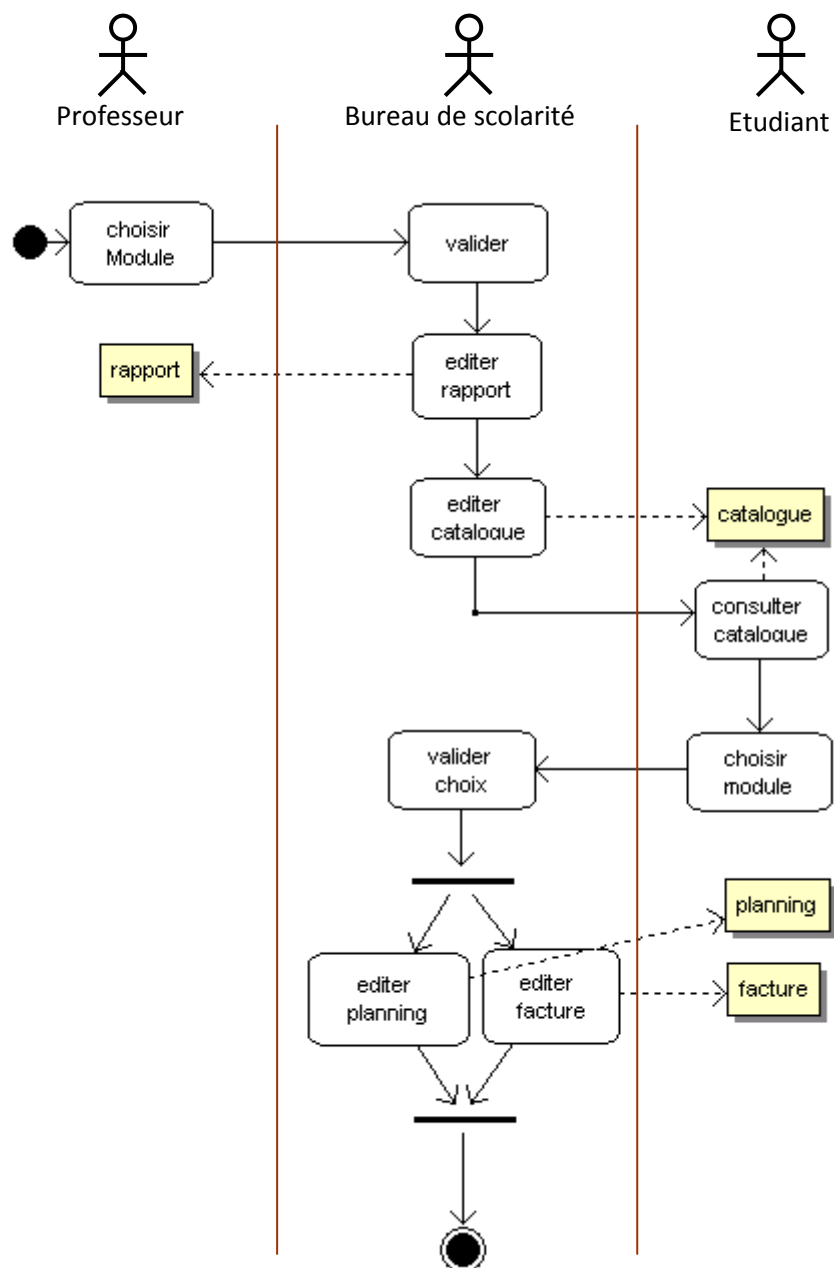 Professeur
Bureau de scolarité
Etudiant
choisir
Module
valider
rapport
editer
rapport
editer
catalogue
catalogue
consulter
catalogue
valider
choix
choisir
module
planning
editer
planning
editer
facture
facture